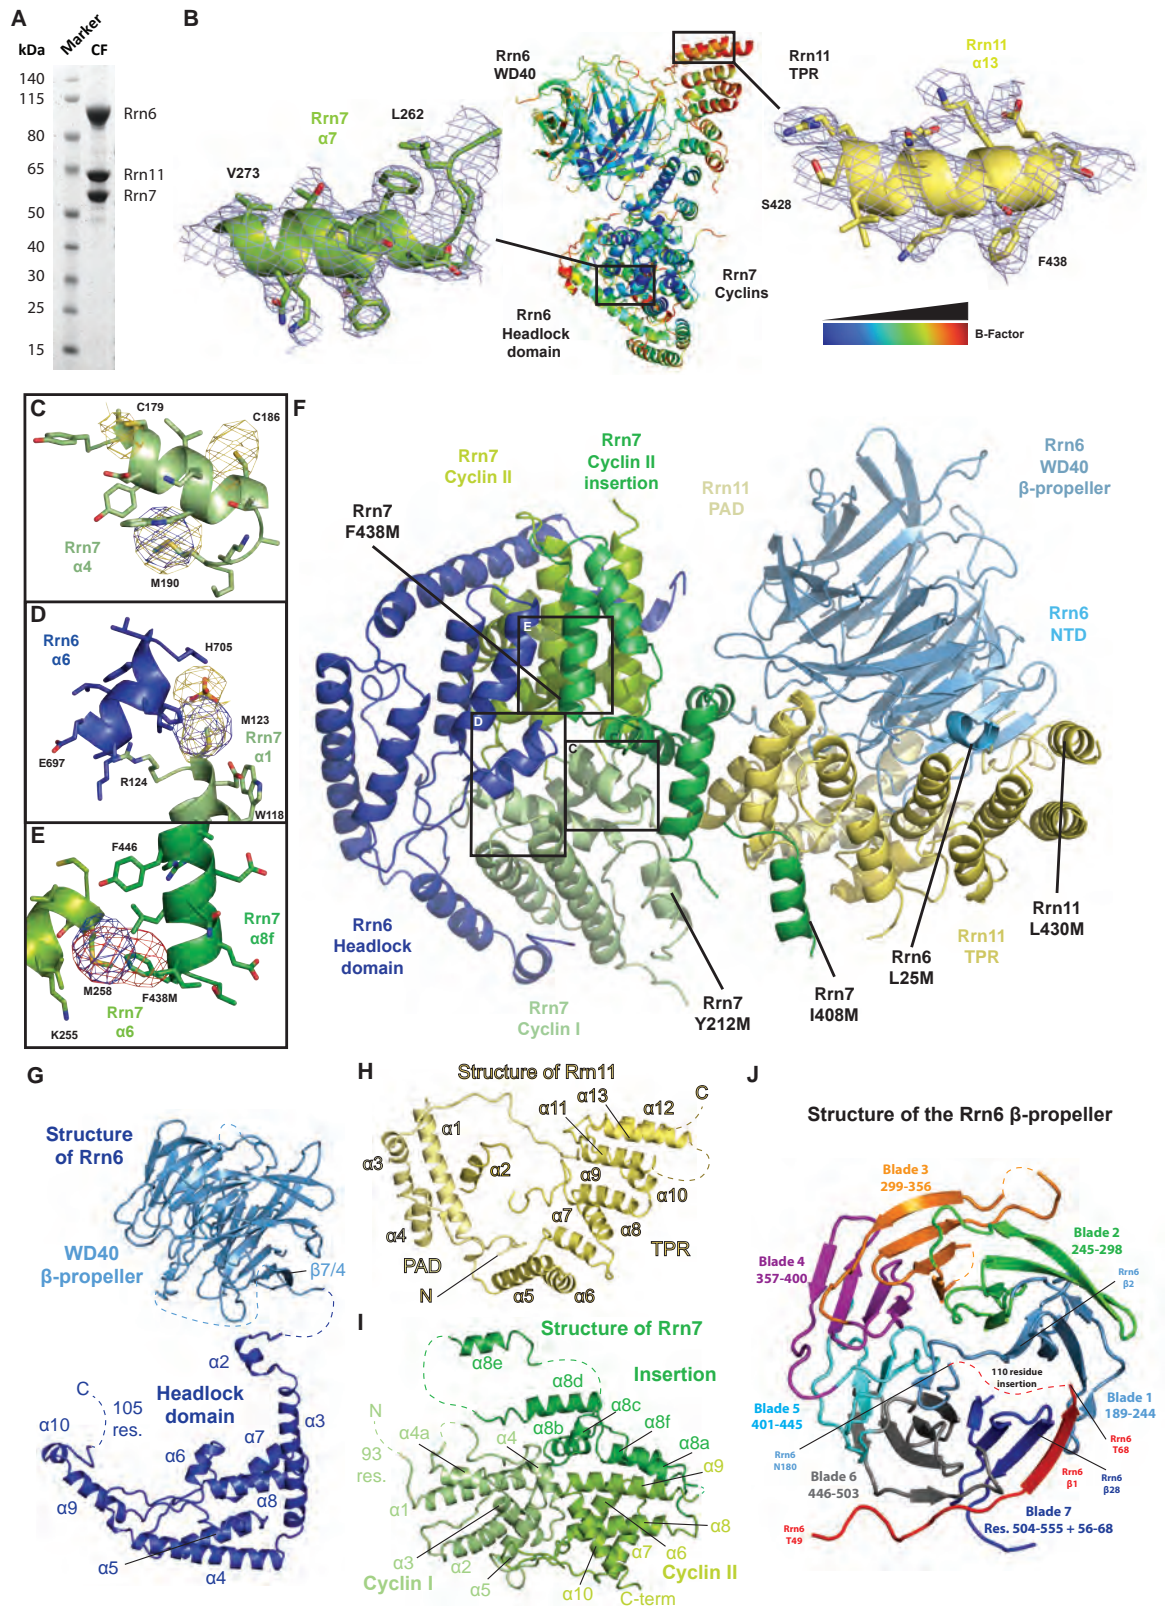 A
kDa
Marker
CF
140
115
80
65
50
40
30
25
15
Rrn6
Rrn11
Rrn7
B
Rrn7
α7
V273
L262
Rrn6
WD40
Rrn11
TPR
Rrn7
Cyclins
Rrn6
Headlock
domain
Rrn11
α13
S428
F438
B-Factor
C
C179
C186
Rrn7
α4
M190
D
Rrn6
α6
H705
M123
Rrn7
α1
E697
R124
W118
E
F446
Rrn7
α8f
M258
F438M
Rrn7
α6
K255
F
Rrn7
Cyclin II
Rrn7
Cyclin II
insertion
Rrn7
F438M
Rrn11
PAD
Rrn6
WD40
β-propeller
Rrn6
NTD
E
D
C
Rrn6
Headlock
domain
Rrn7
Cyclin I
Rrn7
Y212M
Rrn7
I408M
Rrn6
L25M
Rrn11
TPR
Rrn11
L430M
G
Structure
of Rrn6
WD40
β-propeller
β7/4
α2
C
105
res.
Headlock
domain
α10
α3
α6
α7
α9
α8
α5
α4
H
Structure of Rrn11
C
α13
α11
α12
α1
α3
α2
α9
α10
α7
α8
α4
PAD
TPR
N
α5
α6
I
Structure of Rrn7
α8e
Insertion
α8d
N
α8c
α4a
α4
α8b
α8f
α8a
93
res.
α9
α1
α8
α3
α2
α7
α6
Cyclin I
α5
Cyclin II
α10
C-term
J
Structure of the Rrn6 β-propeller
Blade 3
299-356
Blade 2
245-298
Blade 4
357-400
Rrn6
β2
110 residue
insertion
Blade 1
189-244
Blade 5
401-445
Rrn6
T68
Rrn6
N180
Blade 6
446-503
Rrn6
β1
Rrn6
β28
Blade 7
Res. 504-555 + 56-68
Rrn6
T49